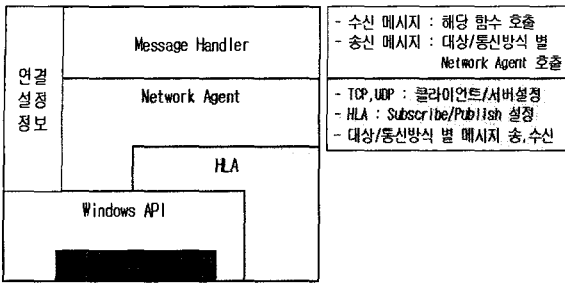 연결
설정
정보
Message Handler
Network Agent
HLA
Windows API
- 수신 메시지 : 해당 함수 호출
- 송신 메시지 : 대상/통신방식 별
Network Agent 호출
- TCP,UDP : 클라이언트/서버설정
- HLA : Subscribe/Publish 설정
- 대상/통신방식 별 메시지 송,수신